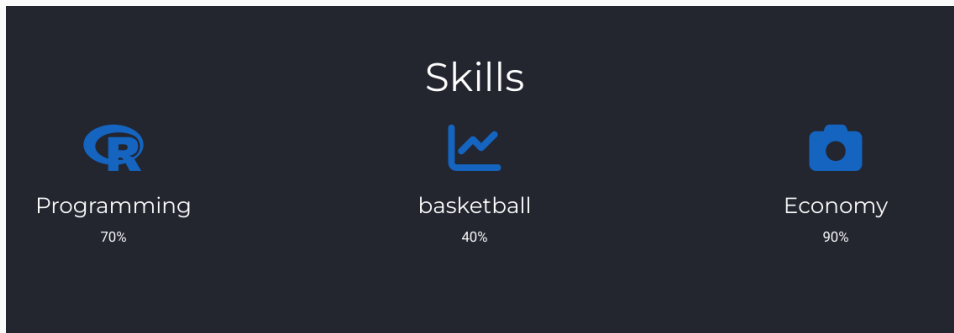 Skills
R
Programming
basketball
Economy
70%
40%
90%